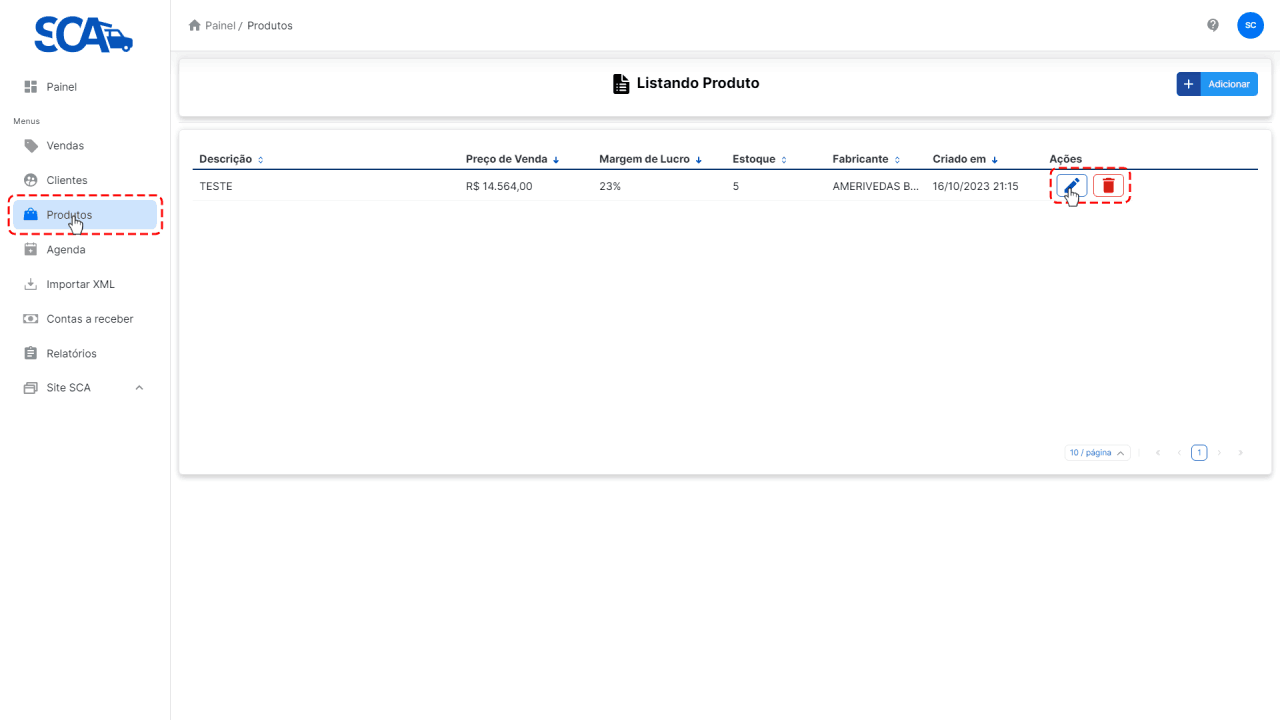 SCA
Painel / Produtos
SC
Painel
Menus
Vendas
Clientes
Produtos
Agenda
Importar XML
Contas a receber
Relatórios
Site SCA
Listando Produto
+ Adicionar
Descrição Preço de Venda Margem de Lucro Estoque Fabricante Criado em Ações
TESTE R$ 14.564,00 23% 5 AMERIVEDAS B... 16/10/2023 21:15
10 / página 1